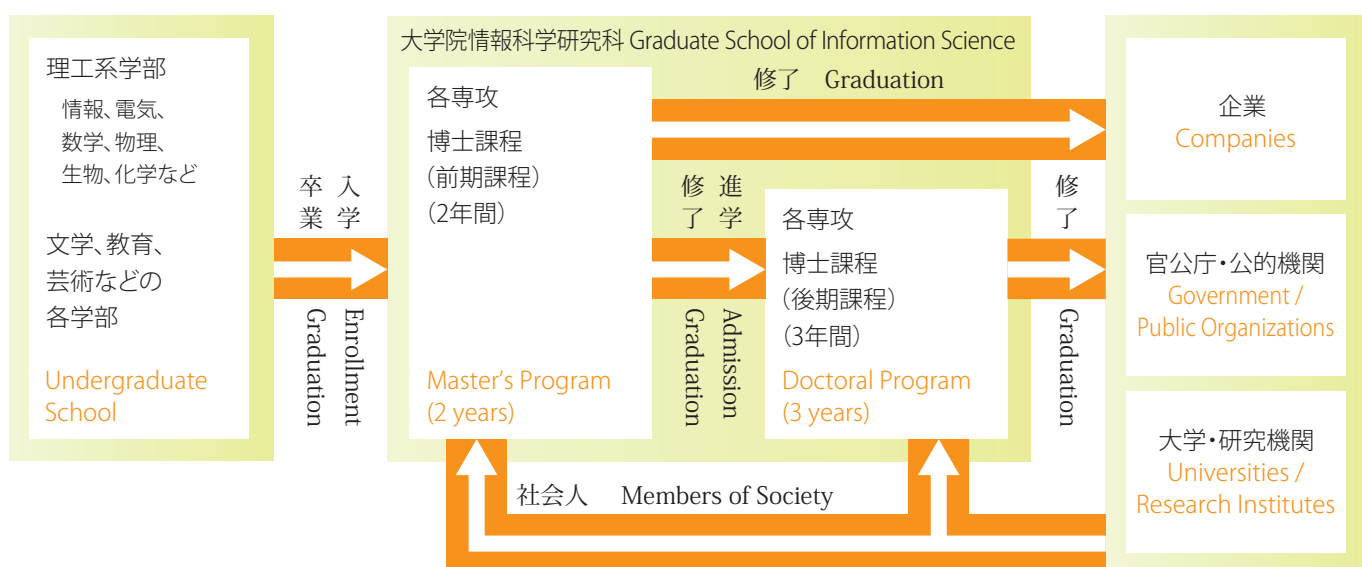 理工系学部
情報、電気、
数学、物理、
生物、化学など
文学、教育、
芸術などの
各学部
Undergraduate
School
卒業
入学
Graduation
Enrollment
大学院情報科学研究科 Graduate School of Information Science
各専攻
博士課程
(前期課程)
(2年間)
Master's Program
(2 years)
修了 Graduation
修了
進学
Graduation
Admission
各専攻
博士課程
(後期課程)
(3年間)
Doctoral Program
(3 years)
修了
Graduation
社会人 Members of Society
企業
Companies
官公庁・公的機関
Government /
Public Organizations
大学・研究機関
Universities /
Research Institutes